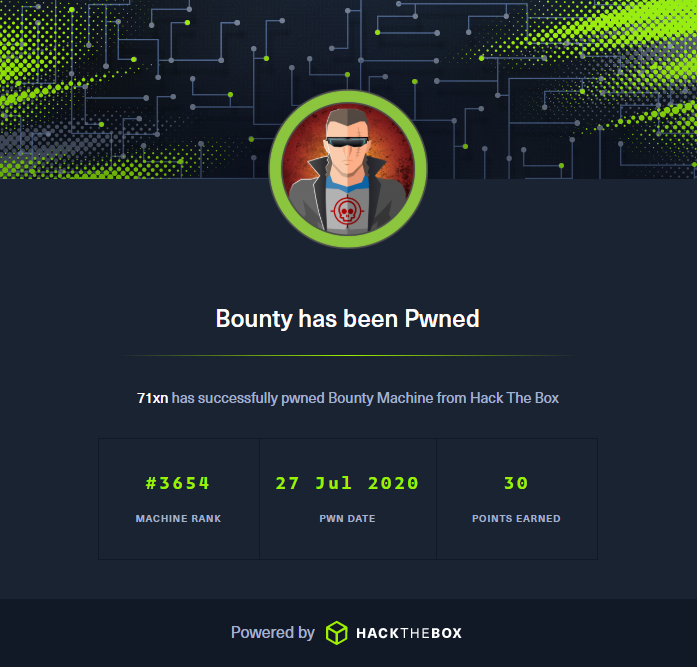 Bounty has been Pwned
71xn has successfully pwned Bounty Machine from Hack The Box
#3654
27 Jul 2020
30
MACHINE RANK
PWN DATE
POINTS EARNED
Powered by HACKTHEBOX